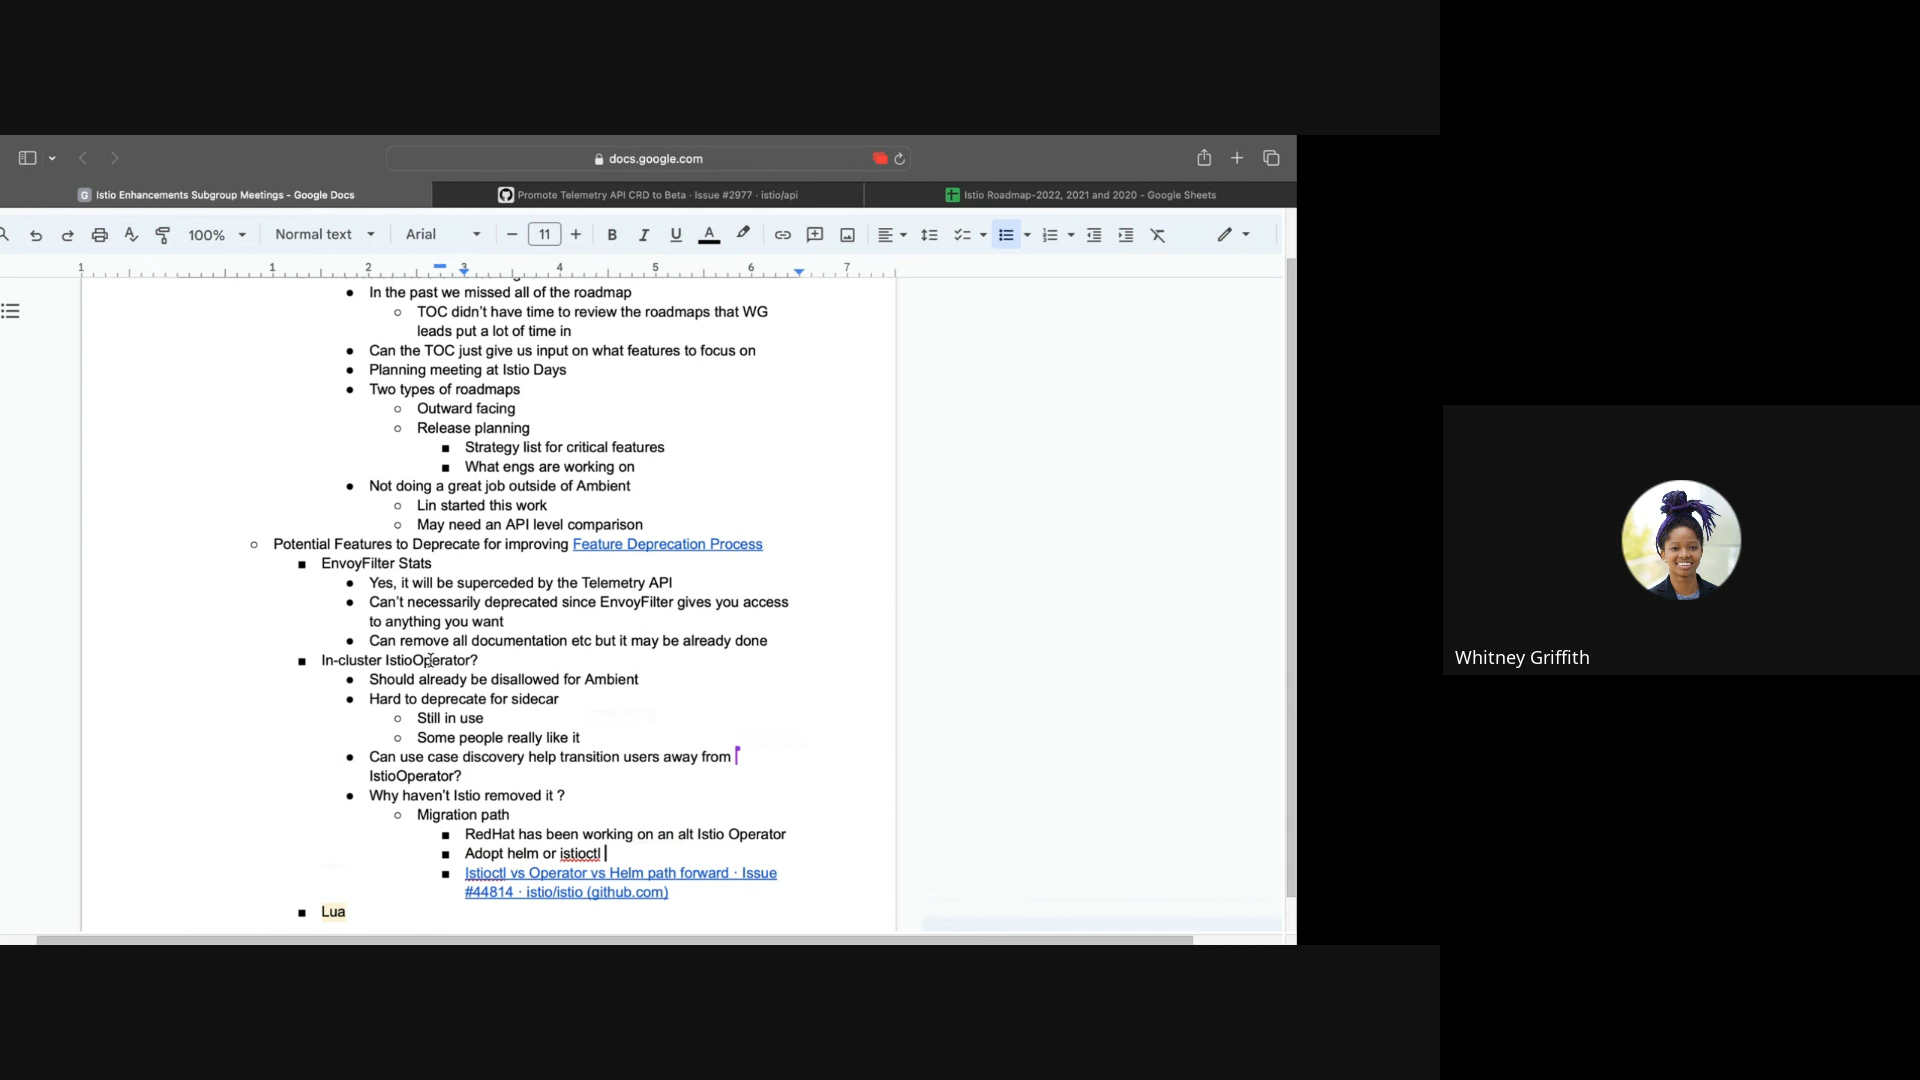 docs.google.com
Istio Enhancements Subgroup Meetings - Google Docs
Promote Telemetry API CRD to Beta · Issue #2977 · istio/api
Istio Roadmap-2022, 2021 and 2020 - Google Sheets
100% Normal text Arial 11
1 1 2 3 4 5 6 7
In the past we missed all of the roadmap
TOC didn't have time to review the roadmaps that WG
leads put a lot of time in
Can the TOC just give us input on what features to focus on
Planning meeting at Istio Days
Two types of roadmaps
Outward facing
Release planning
Strategy list for critical features
What engs are working on
Not doing a great job outside of Ambient
Lin started this work
May need an API level comparison
Potential Features to Deprecate for improving Feature Deprecation Process
EnvoyFilter Stats
Yes, it will be superceded by the Telemetry API
Can't necessarily deprecated since EnvoyFilter gives you access
to anything you want
Can remove all documentation etc but it may be already done
In-cluster IstioOperator?
Should already be disallowed for Ambient
Hard to deprecate for sidecar
Still in use
Some people really like it
Can use case discovery help transition users away from
IstioOperator?
Why haven't Istio removed it ?
Migration path
RedHat has been working on an alt Istio Operator
Adopt helm or istioctl
Istioctl vs Operator vs Helm path forward · Issue
#44814 · istio/istio (github.com)
Lua
Whitney Griffith